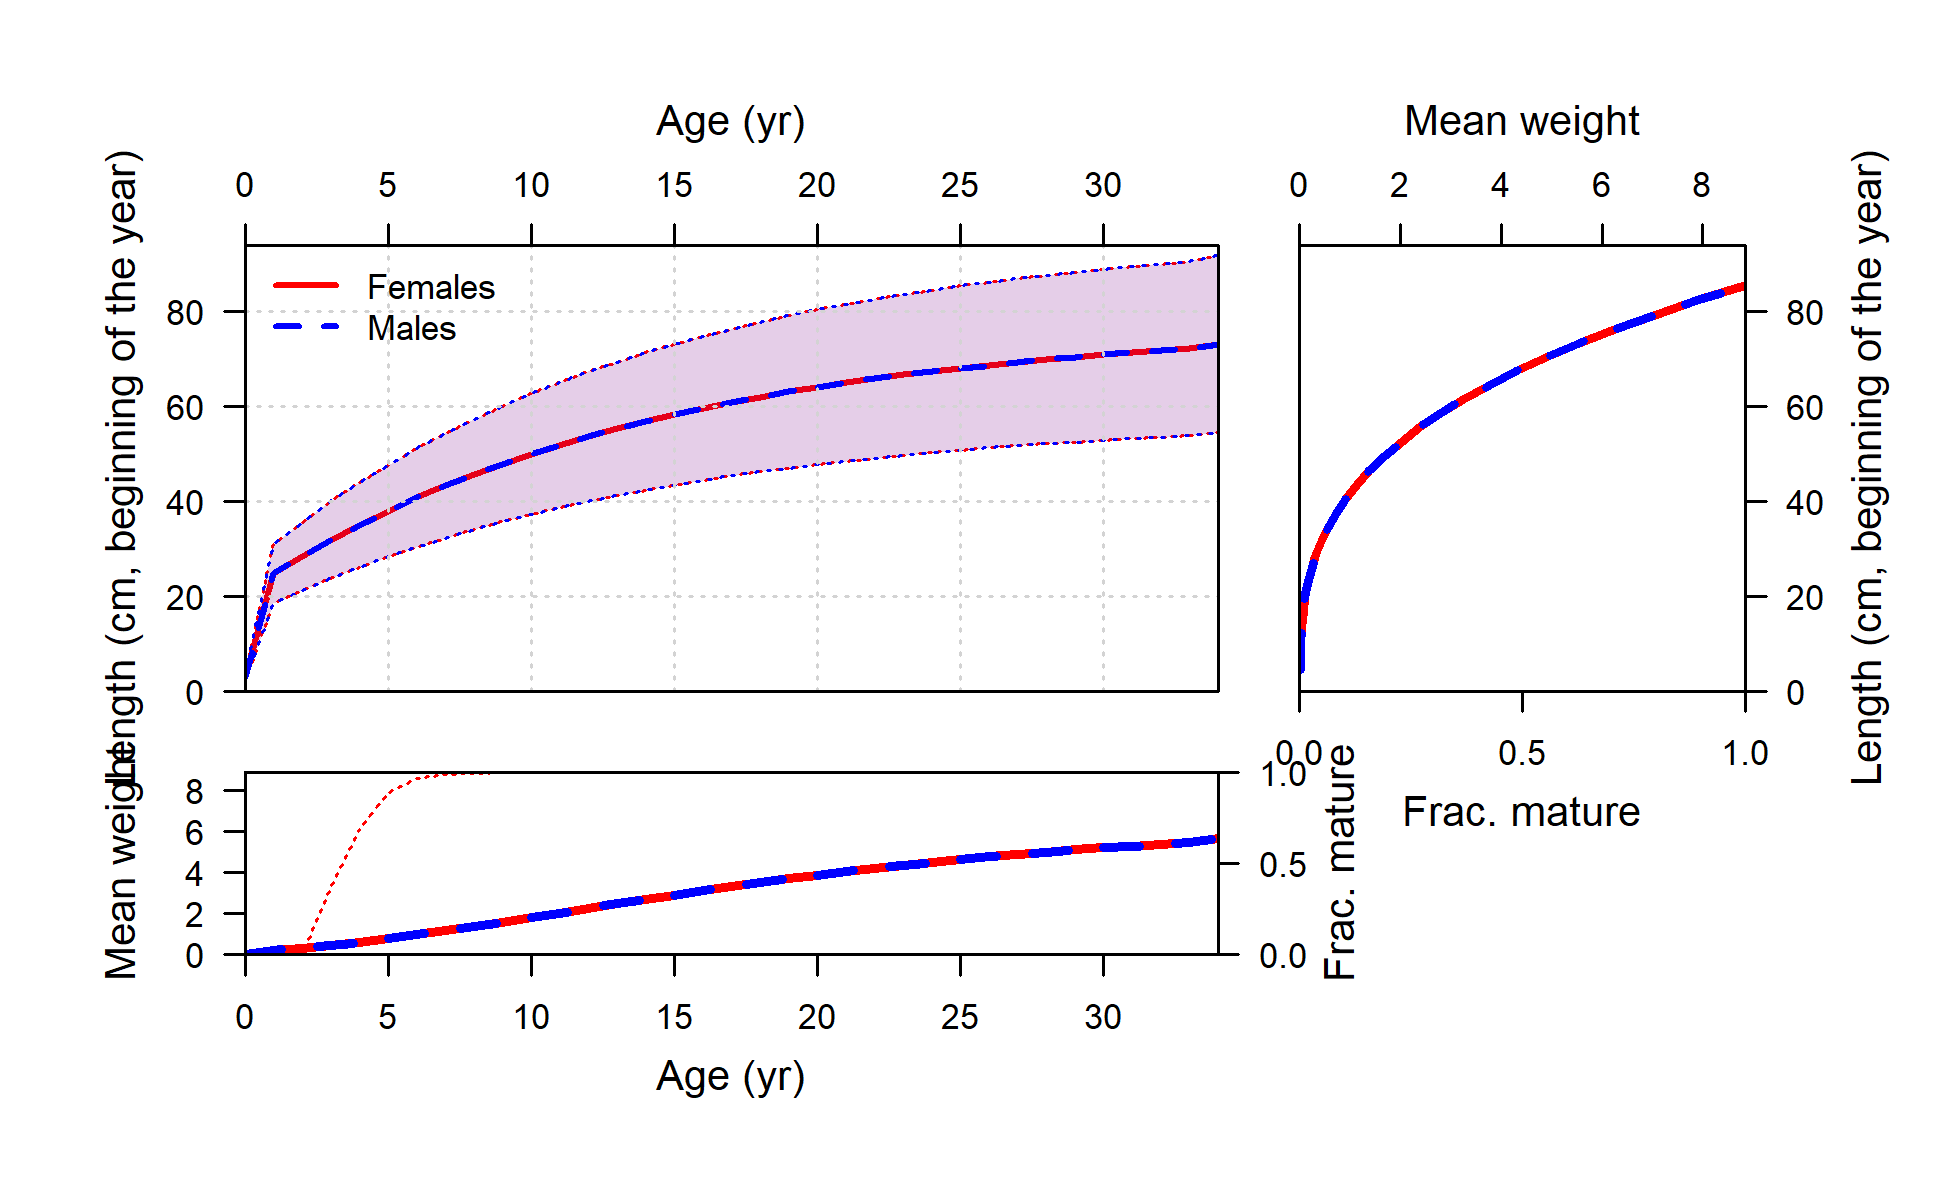 Age (yr)
0 5 10 15 20 25 30
Length (cm, beginning of the year)
80
60
40
20
0
Females
Males
Mean weight
0 2 4 6 8
80
60
40
20
0
Length (cm, beginning of the year)
0.0 0.5 1.0
Frac. mature
Mean weight
8
6
4
2
0
1.0
0.5
0.0
Frac. mature
0 5 10 15 20 25 30
Age (yr)